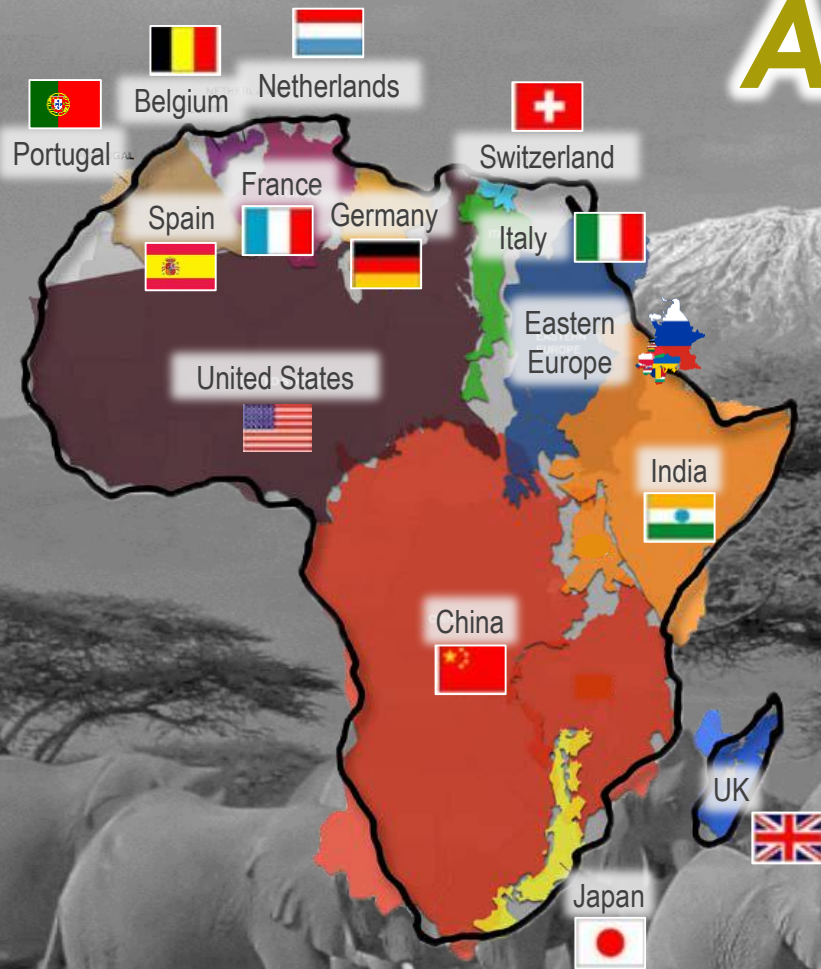 A
Netherlands
Belgium
Portugal
Switzerland
France
Spain
Germany
Italy
Eastern
Europe
United States
India
China
UK
Japan